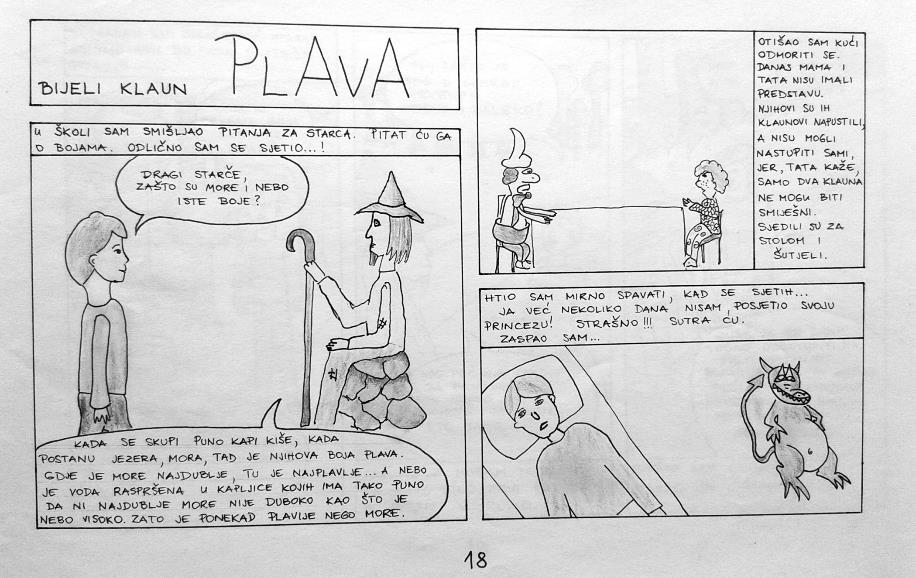 BIJELI KLAUN PLAVA
U ŠKOLI SAM SMIŠLJAO PITANJA ZA STARCA. PITAT ĆU GA
O BOJAMA. ODLIČNO SAM SE SJETIO...!
DRAGI STARČE,
ZAŠTO SU MORE I NEBO
ISTE BOJE?
KADA SE SKUPI PUNO KAPI KIŠE, KADA
POSTANU JEZERA, MORA, TAD JE NJIHOVA BOJA PLAVA.
GDJE JE MORE NAJDUBLJE, TU JE NAJPLAVLJE... A NEBO
JE VODA RASPRŠENA U KAPLJICE KOJIH IMA TAKO PUNO
DA NI NAJDUBLJE MORE NIJE DUBOKO KAO ŠTO JE
NEBO VISOKO. ZATO JE PONEKAD PLAVIJE NEGO MORE.
OTIŠAO SAM KUĆI
ODMORITI SE.
DANAS MAMA I
TATA NISU IMALI
PREDSTAVU.
NJIHOVI SU IH
KLAUNOVI NAPUSTILI,
A NISU MOGLI
NASTUPITI SAMI,
JER, TATA KAŽE,
SAMO DVA KLAUNA
NE MOGU BITI
SMIJEŠNI.
SJEDILI SU ZA
STOLOM I
ŠUTJELI.
HTIO SAM MIRNO SPAVATI, KAD SE SJETIH...
JA VEĆ NEKOLIKO DANA NISAM POSJETIO SVOJU
PRINCEZU! STRAŠNO!!! SUTRA ĆU.
ZASPAO SAM...
18